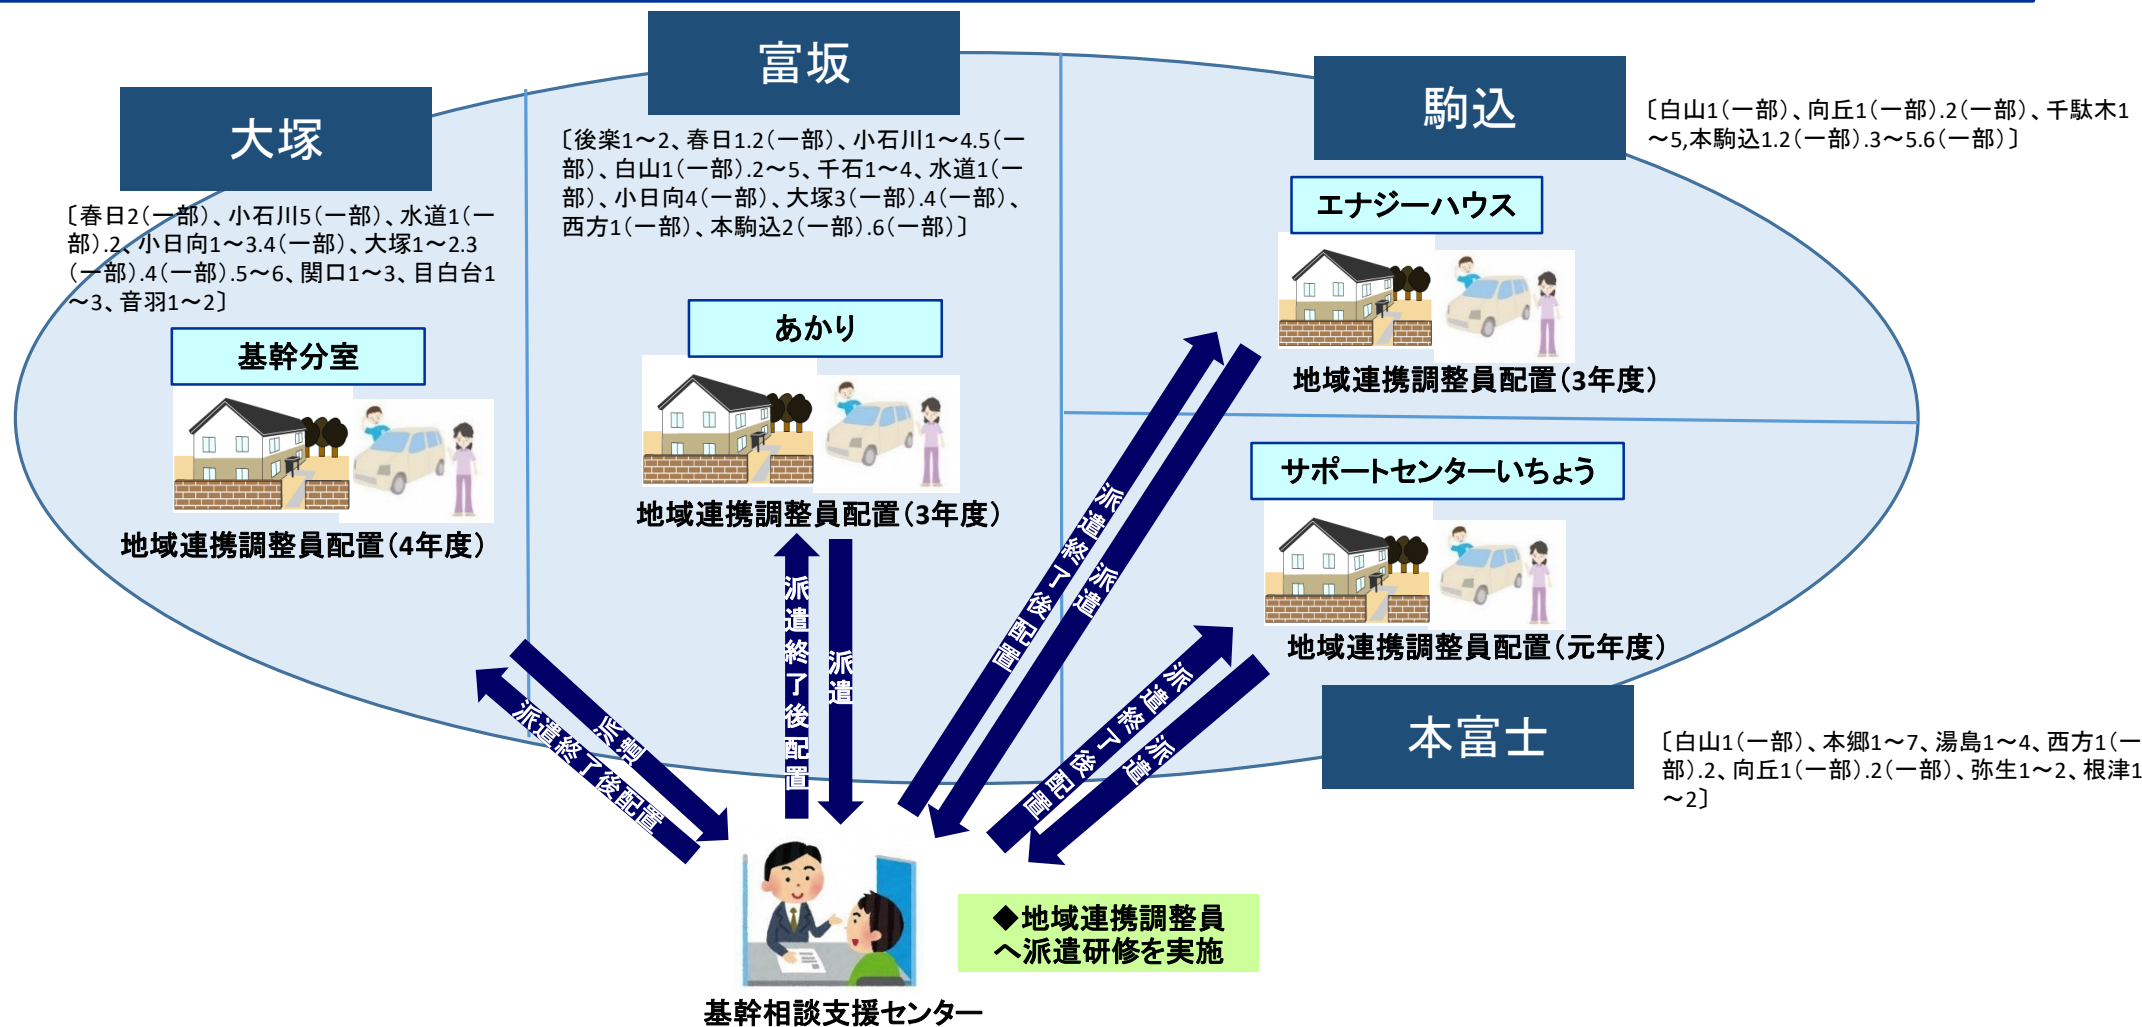 富坂
大塚
駒込
〔白山1(一部)、向丘1(一部).2(一部)、千駄木1
～5,本駒込1.2(一部).3～5.6(一部)〕
〔後楽1～2、春日1.2(一部)、小石川1～4.5(一
部)、白山1(一部).2～5、千石1～4、水道1(一
部)、小日向4(一部)、大塚3(一部).4(一部)、
西方1(一部)、本駒込2(一部).6(一部)〕
〔春日2(一部)、小石川5(一部)、水道1(一
部).2、小日向1～3.4(一部)、大塚1～2.3
(一部).4(一部).5～6、関口1～3、目白台1
～3、音羽1～2〕
エナジーハウス
地域連携調整員配置(3年度)
あかり
地域連携調整員配置(3年度)
基幹分室
地域連携調整員配置(4年度)
サポートセンターいちょう
地域連携調整員配置(元年度)
本富士
〔白山1(一部)、本郷1～7、湯島1～4、西方1(一
部).2、向丘1(一部).2(一部)、弥生1～2、根津1
～2〕
派遣
派遣終了後配置
派遣終了後配置
派遣
派遣終了後配置
派遣
派遣終了後配置
派遣
◆地域連携調整員
へ派遣研修を実施
基幹相談支援センター